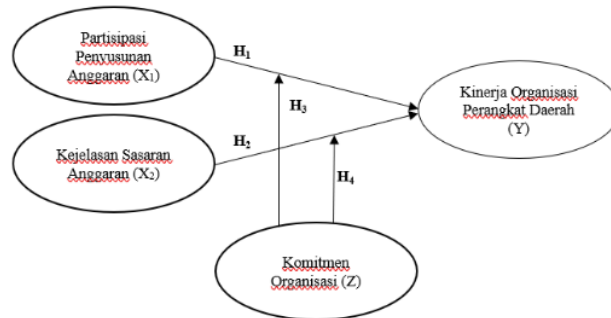 Partisipasi
Penyusunan
Anggaran (X₁)
H₁
H₃
Kinerja Organisasi
Perangkat Daerah
(Y)
Kejelasan Sasaran
Anggaran (X₂)
H₂
H₄
Komitmen
Organisasi (Z)